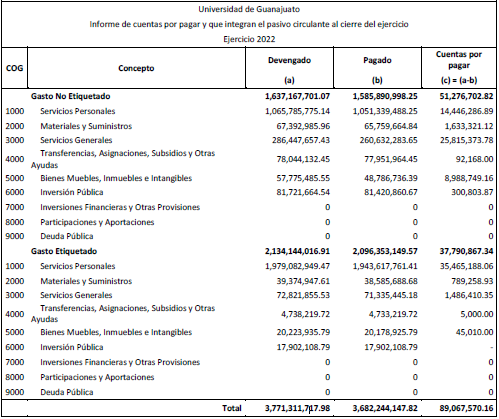 Universidad de Guanajuato
Informe de cuentas por pagar y que integran el pasivo circulante al cierre del ejercicio
Ejercicio 2022
COG Concepto Devengado (a) Pagado (b) Cuentas por pagar (c) = (a-b)
Gasto No Etiquetado 1,637,167,701.07 1,585,890,998.25 51,276,702.82
1000 Servicios Personales 1,065,785,775.14 1,051,339,488.25 14,446,286.89
2000 Materiales y Suministros 67,392,985.96 65,759,664.84 1,633,321.12
3000 Servicios Generales 286,447,657.43 260,632,283.65 25,815,373.78
4000 Transferencias, Asignaciones, Subsidios y Otras Ayudas 78,044,132.45 77,951,964.45 92,168.00
5000 Bienes Muebles, Inmuebles e Intangibles 57,775,485.55 48,786,736.39 8,988,749.16
6000 Inversión Pública 81,721,664.54 81,420,860.67 300,803.87
7000 Inversiones Financieras y Otras Provisiones 0 0 0
8000 Participaciones y Aportaciones 0 0 0
9000 Deuda Pública 0 0 0
Gasto Etiquetado 2,134,144,016.91 2,096,353,149.57 37,790,867.34
1000 Servicios Personales 1,979,082,949.47 1,943,617,761.41 35,465,188.06
2000 Materiales y Suministros 39,374,947.61 38,585,688.68 789,258.93
3000 Servicios Generales 72,821,855.53 71,335,445.18 1,486,410.35
4000 Transferencias, Asignaciones, Subsidios y Otras Ayudas 4,738,219.72 4,733,219.72 5,000.00
5000 Bienes Muebles, Inmuebles e Intangibles 20,223,935.79 20,178,925.79 45,010.00
6000 Inversión Pública 17,902,108.79 17,902,108.79 -
7000 Inversiones Financieras y Otras Provisiones 0 0 0
8000 Participaciones y Aportaciones 0 0 0
9000 Deuda Pública 0 0 0
Total 3,771,311,717.98 3,682,244,147.82 89,067,570.16